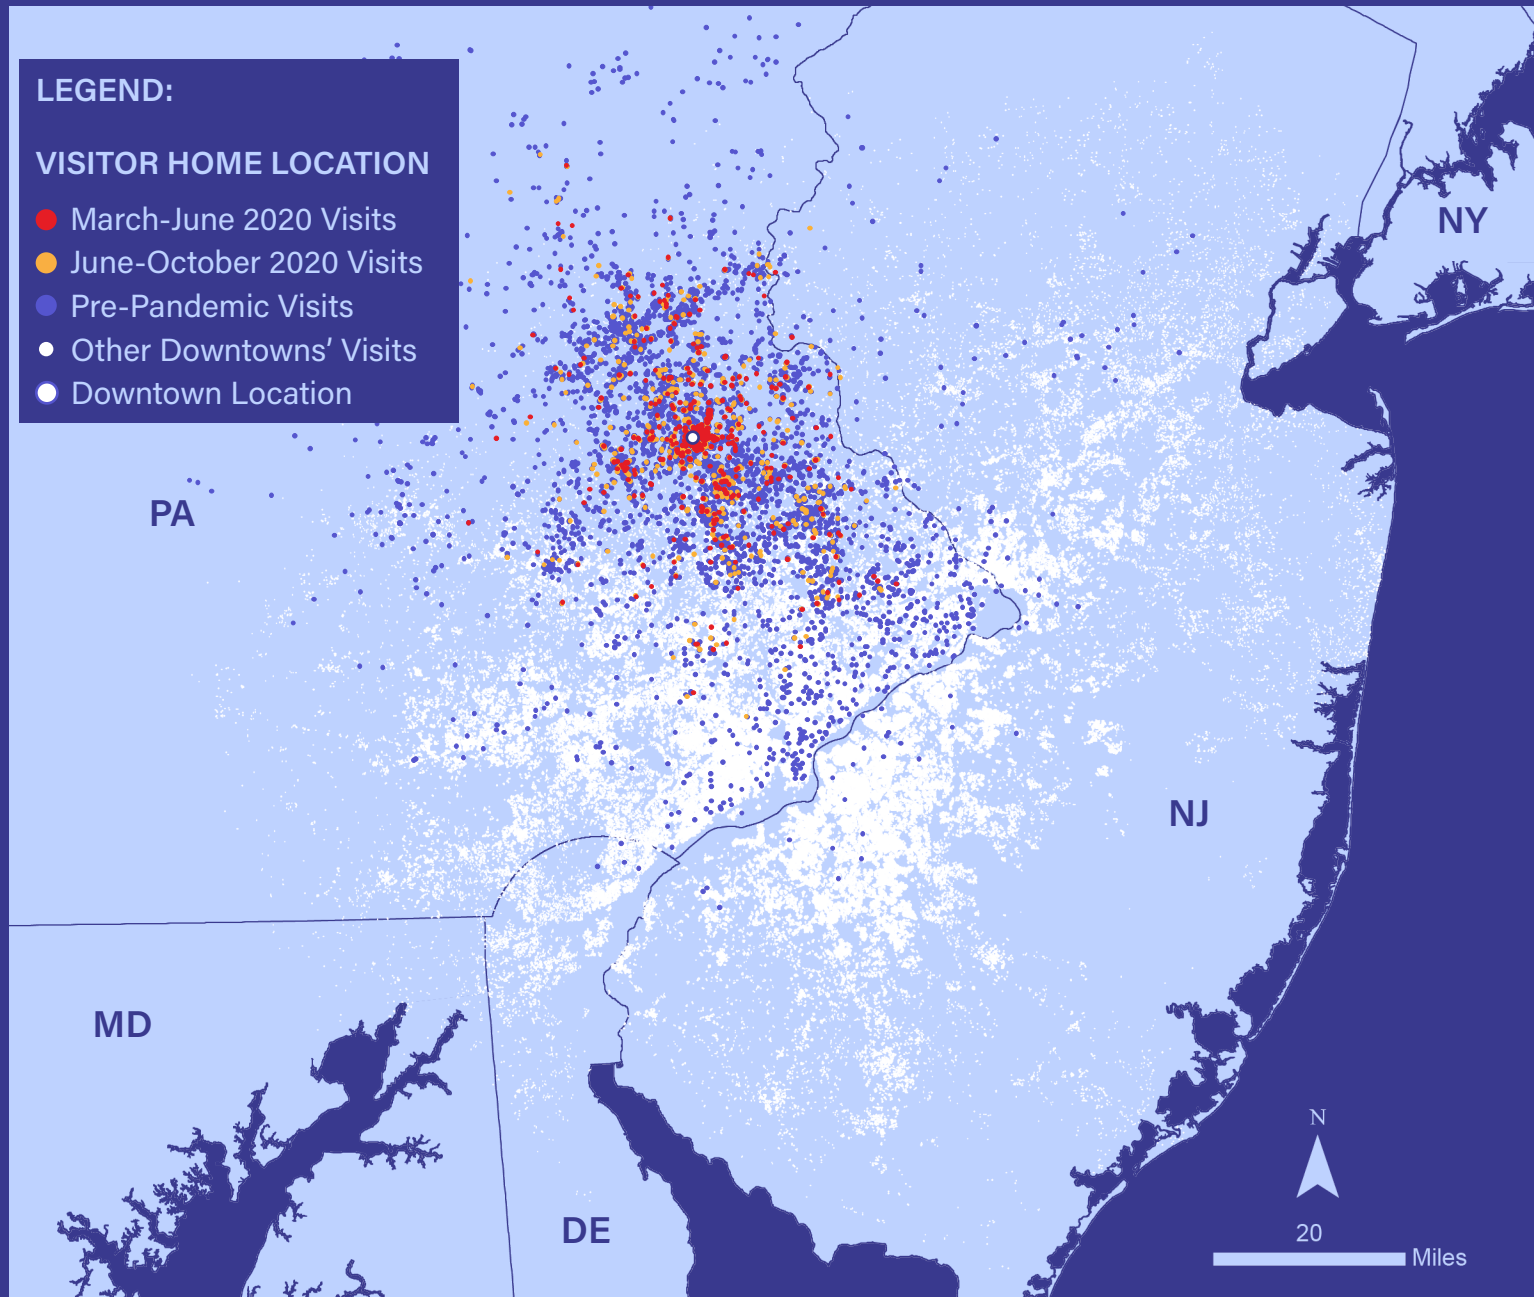 LEGEND:
VISITOR HOME LOCATION
March-June 2020 Visits
June-October 2020 Visits
Pre-Pandemic Visits
Other Downtowns’ Visits
Downtown Location
NY
PA
NJ
MD
N
DE
20
Miles